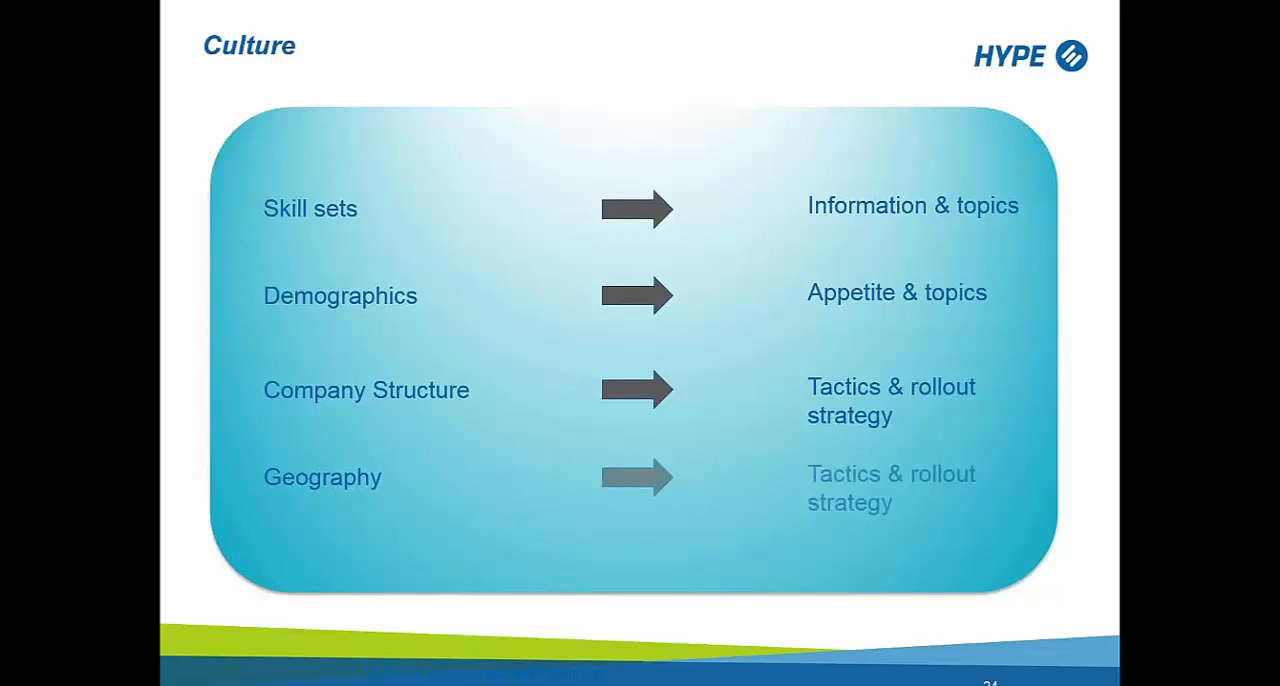 Culture
HYPE
Skill sets
Information & topics
Demographics
Appetite & topics
Company Structure
Tactics & rollout
strategy
Geography
Tactics & rollout
strategy